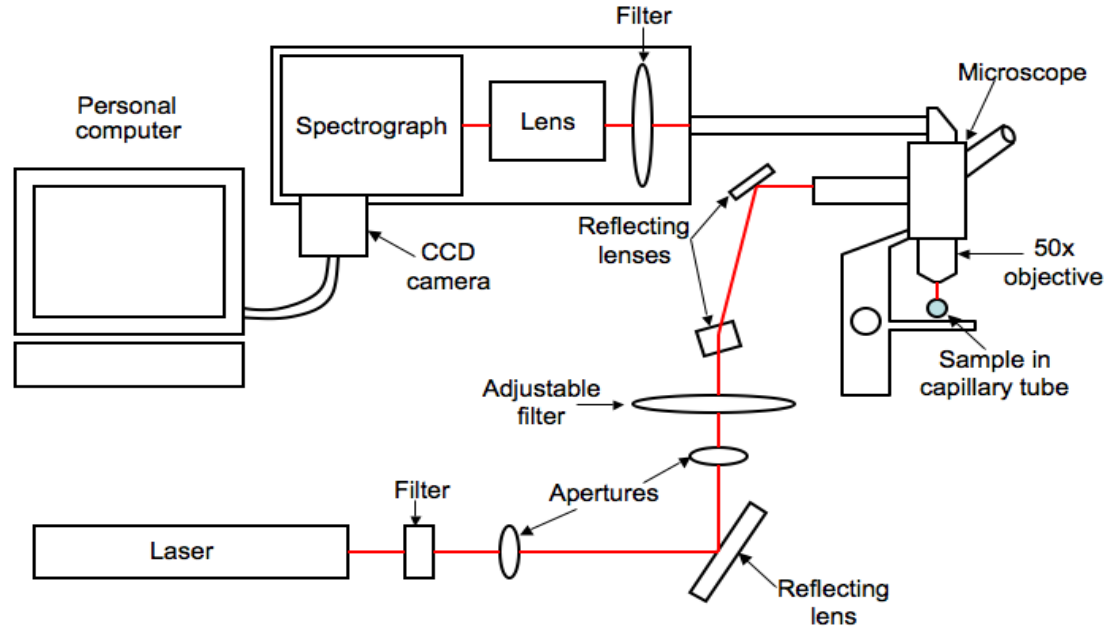 Filter
Microscope
Personal
computer
Spectrograph
Lens
Reflecting
lenses
CCD
camera
50x
objective
Sample in
capillary tube
Adjustable
filter
Filter
Apertures
Laser
Reflecting
lens